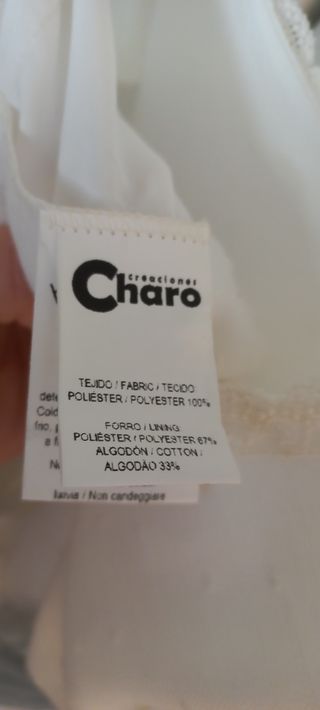 creaciones
Charo
TEJIDO / FABRIC / TECIDO
POLIÉSTER / POLYESTER 100%
FORRO / LINING
POLIÉSTER / POLYESTER 67%
ALGODÓN / COTTON /
ALGODÃO 33%
/ Non candeggiare